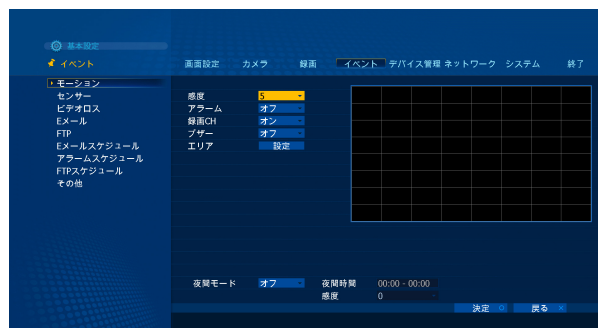 基本設定
イベント
画面設定 カメラ 録画 イベント デバイス管理 ネットワーク システム 終了
モーション
センサー
ビデオロス
Eメール
FTP
Eメールスケジュール
アラームスケジュール
FTPスケジュール
その他
感度 5
アラーム オフ
録画CH オン
ブザー オフ
エリア 設定
夜間モード オフ 夜間時間 00:00 - 00:00
感度 0
決定 戻る